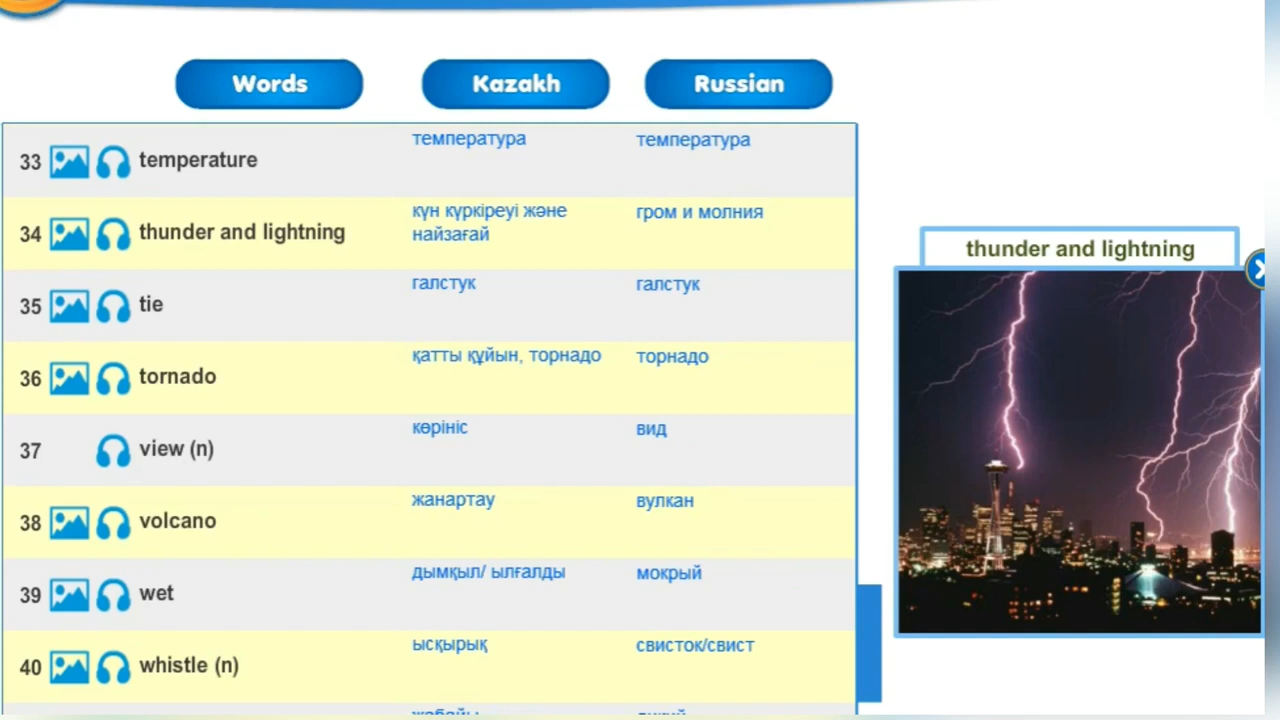 Words Kazakh Russian
33 temperature температура температура
34 thunder and lightning күн күркіреуі және найзағай гром и молния
35 tie галстук галстук
36 tornado қатты құйын, торнадо торнадо
37 view (n) көрініс вид
38 volcano жанартау вулкан
39 wet дымқыл/ ылғалды мокрый
40 whistle (n) ысқырық свисток/свист
thunder and lightning